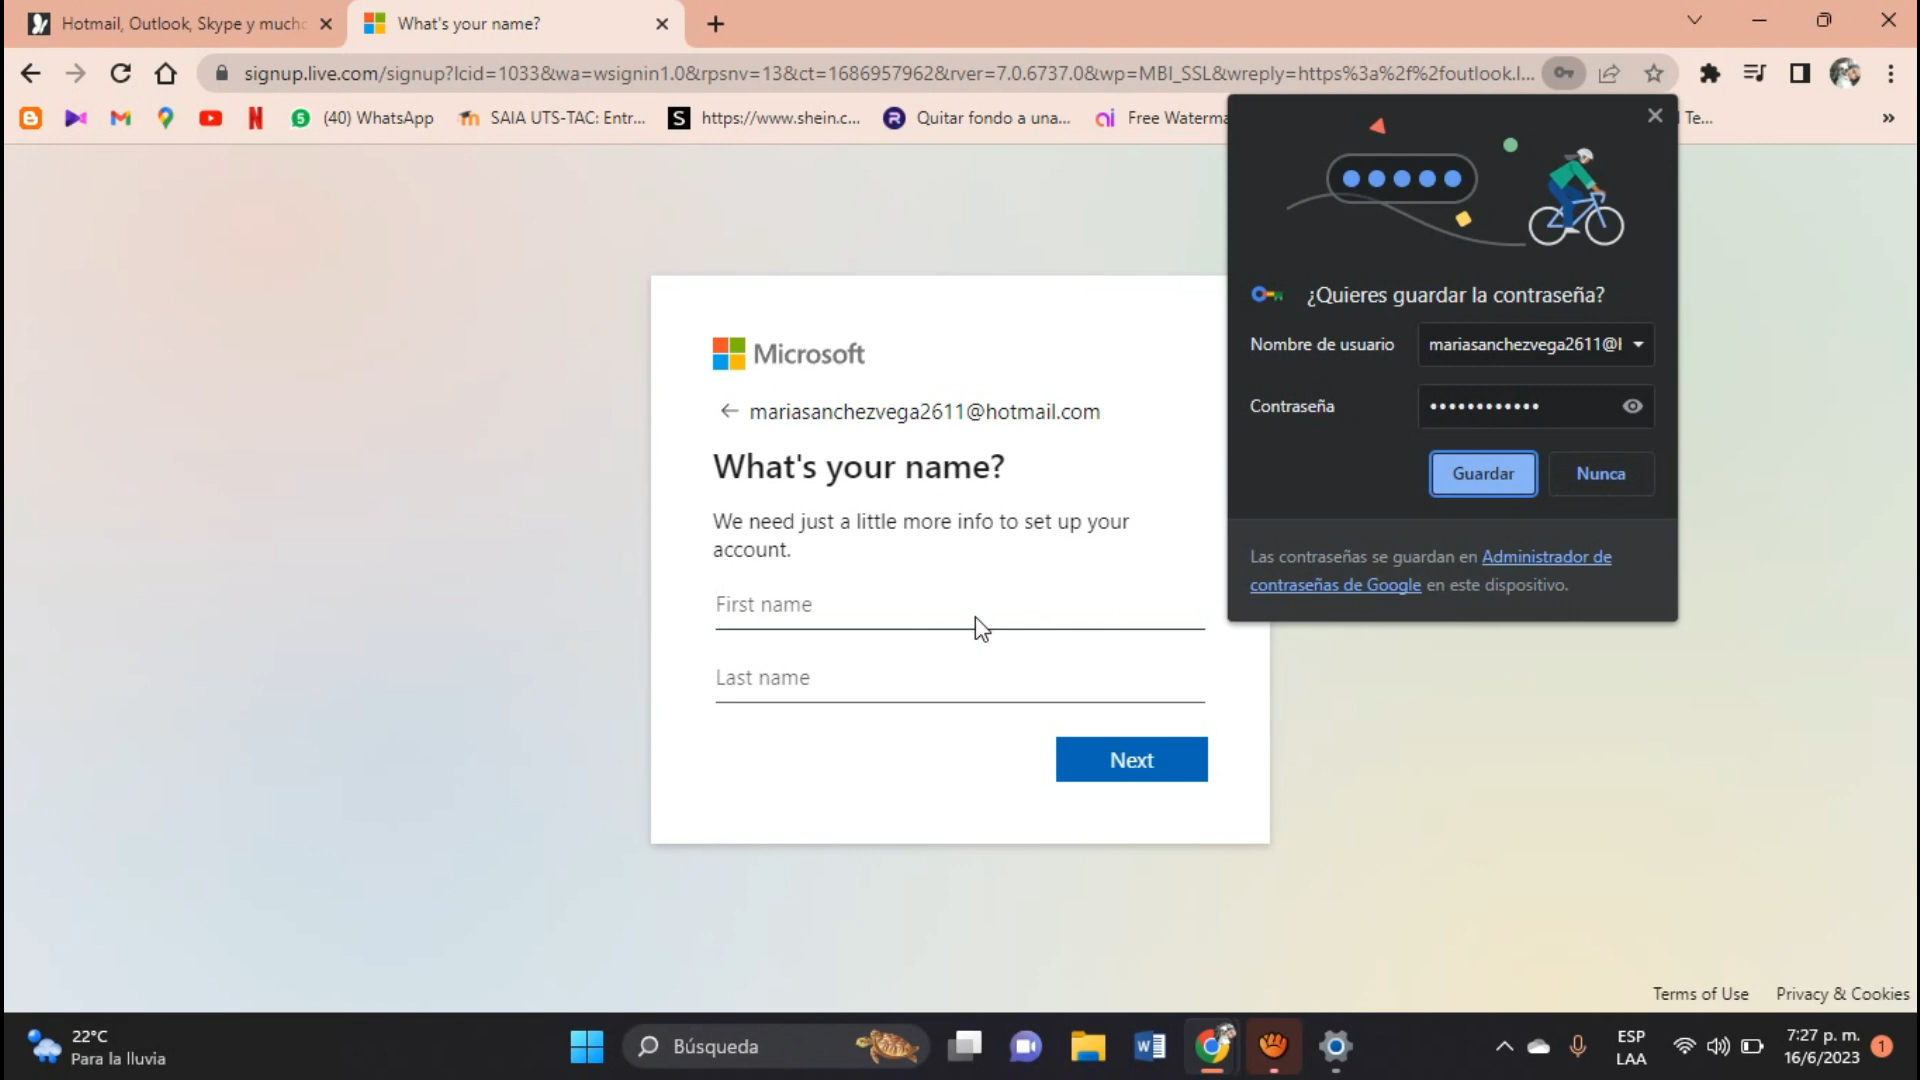 Hotmail, Outlook, Skype y mucho
What's your name?
signup.live.com/signup?lcid=1033&wa=wsignin1.0&rpsnv=13&ct=1686957962&rver=7.0.6737.0&wp=MBI_SSL&wreply=https%3a%2f%2foutlook.l...
(40) WhatsApp
SAIA UTS-TAC: Entr...
https://www.shein.c...
Quitar fondo a una...
Free Waterma
Te...
¿Quieres guardar la contraseña?
Nombre de usuario
mariasanchezvega2611@l
Contraseña
••••••••••••
Guardar
Nunca
Las contraseñas se guardan en Administrador de
contraseñas de Google en este dispositivo.
Microsoft
mariasanchezvega2611@hotmail.com
What's your name?
We need just a little more info to set up your
account.
First name
Last name
Next
Terms of Use
Privacy & Cookies
22°C
Para la lluvia
Búsqueda
ESP
LAA
7:27 p. m.
16/6/2023
1